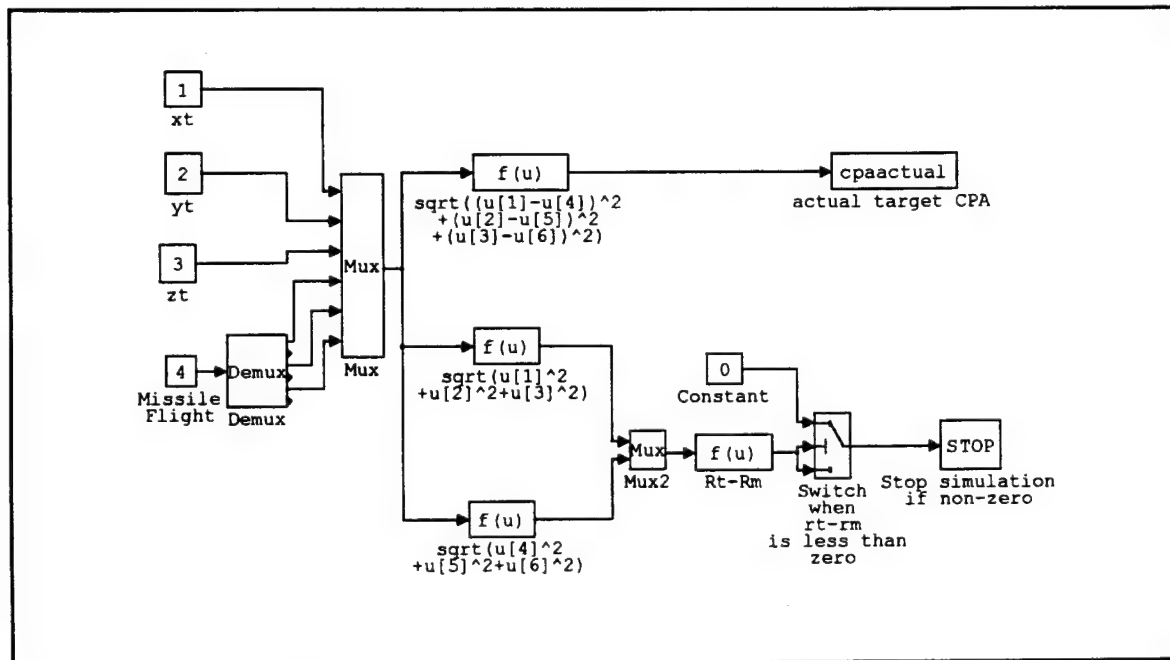 1
xt
2
yt
3
zt
4
Missile
Flight
Demux
Demux
Mux
Mux
f(u)
sqrt((u[1]-u[4])^2
+(u[2]-u[5])^2
+(u[3]-u[6])^2)
cpaactual
actual target CPA
f(u)
sqrt(u[1]^2
+u[2]^2+u[3]^2)
f(u)
sqrt(u[4]^2
+u[5]^2+u[6]^2)
Mux
Mux2
f(u)
Rt-Rm
0
Constant
Switch
when
rt-rm
is less than
zero
STOP
Stop simulation
if non-zero